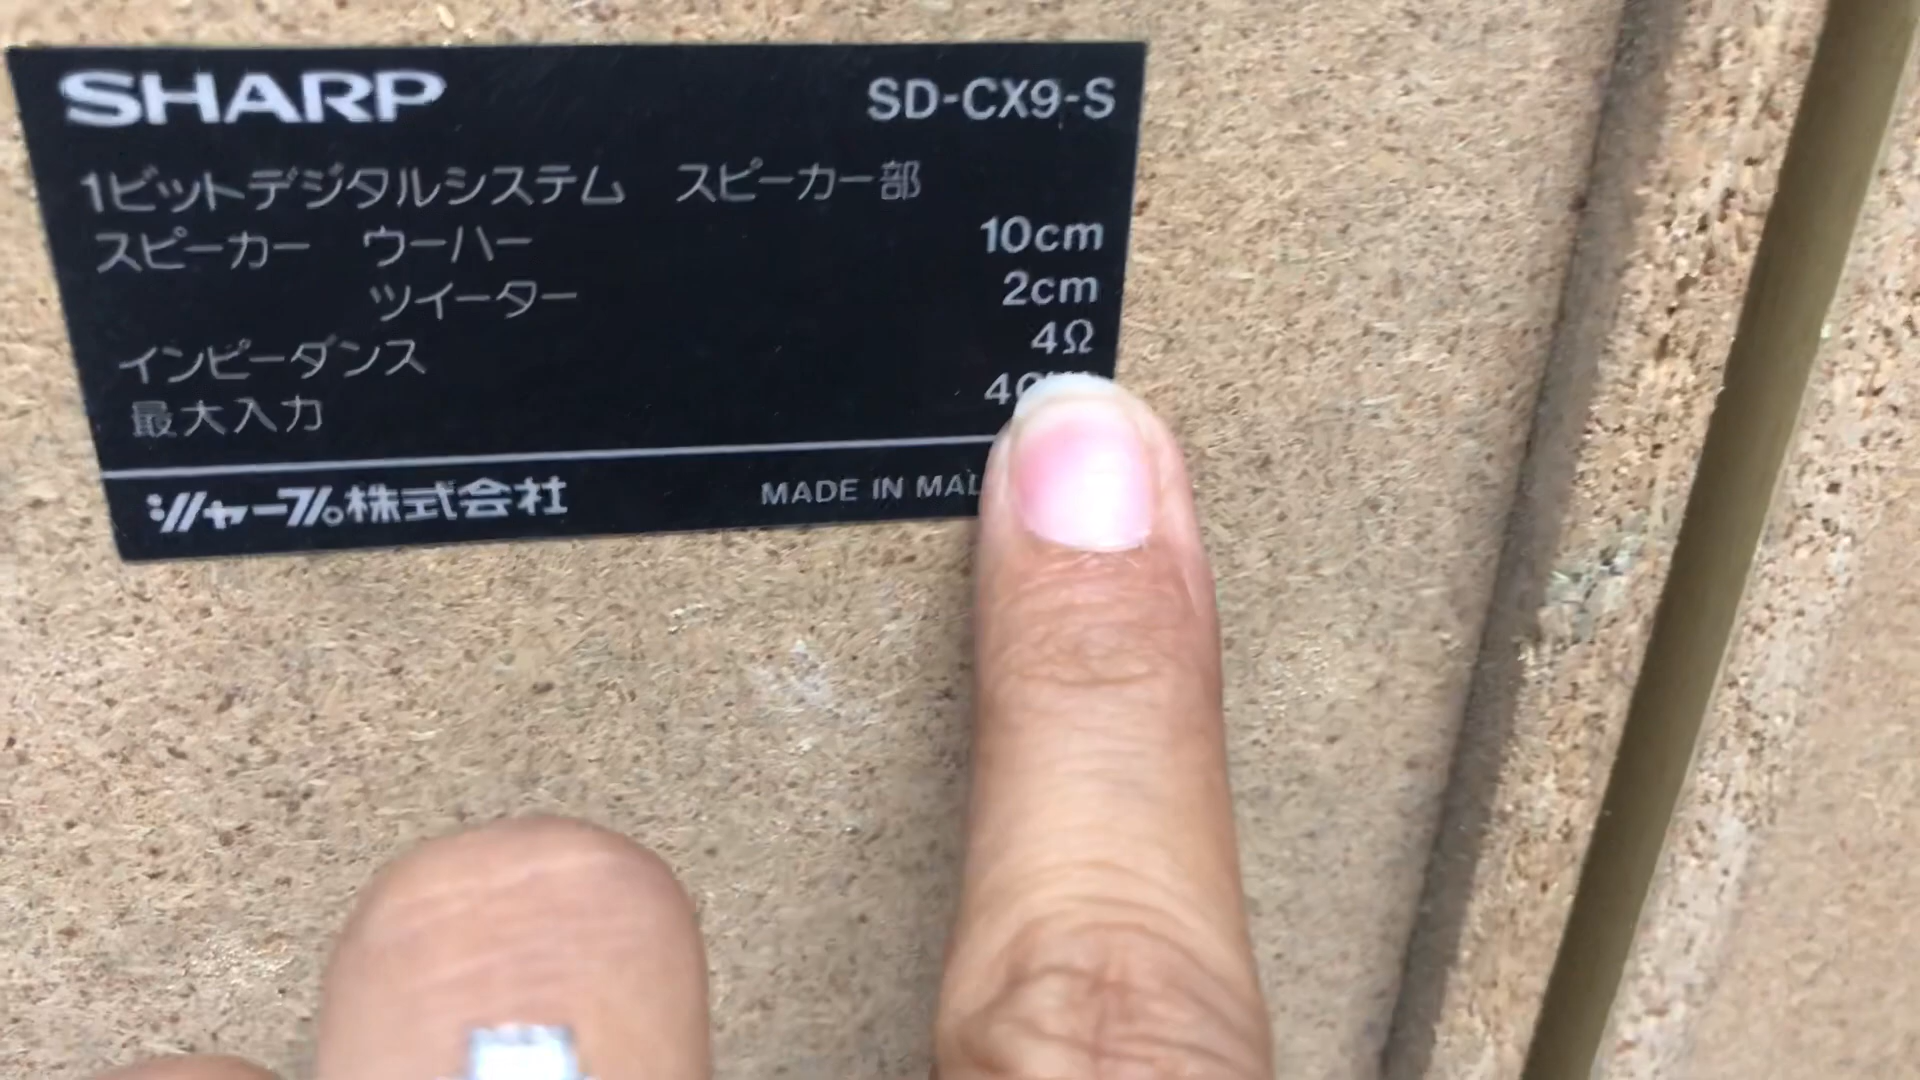 SHARP SD-CX9-S
1ビットデジタルシステム スピーカー部
スピーカー ウーハー 10cm
ツイーター 2cm
インピーダンス 4Ω
最大入力
シャープ株式会社 MADE IN